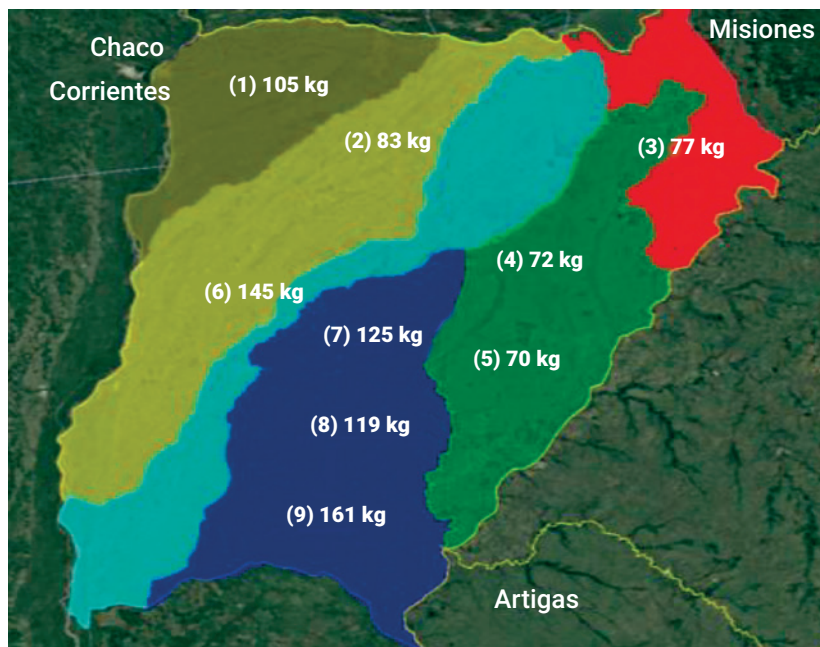 Misiones
Chaco
Corrientes
(1) 105 kg
(2) 83 kg
(3) 77 kg
(4) 72 kg
(6) 145 kg
(7) 125 kg
(5) 70 kg
(8) 119 kg
(9) 161 kg
Artigas